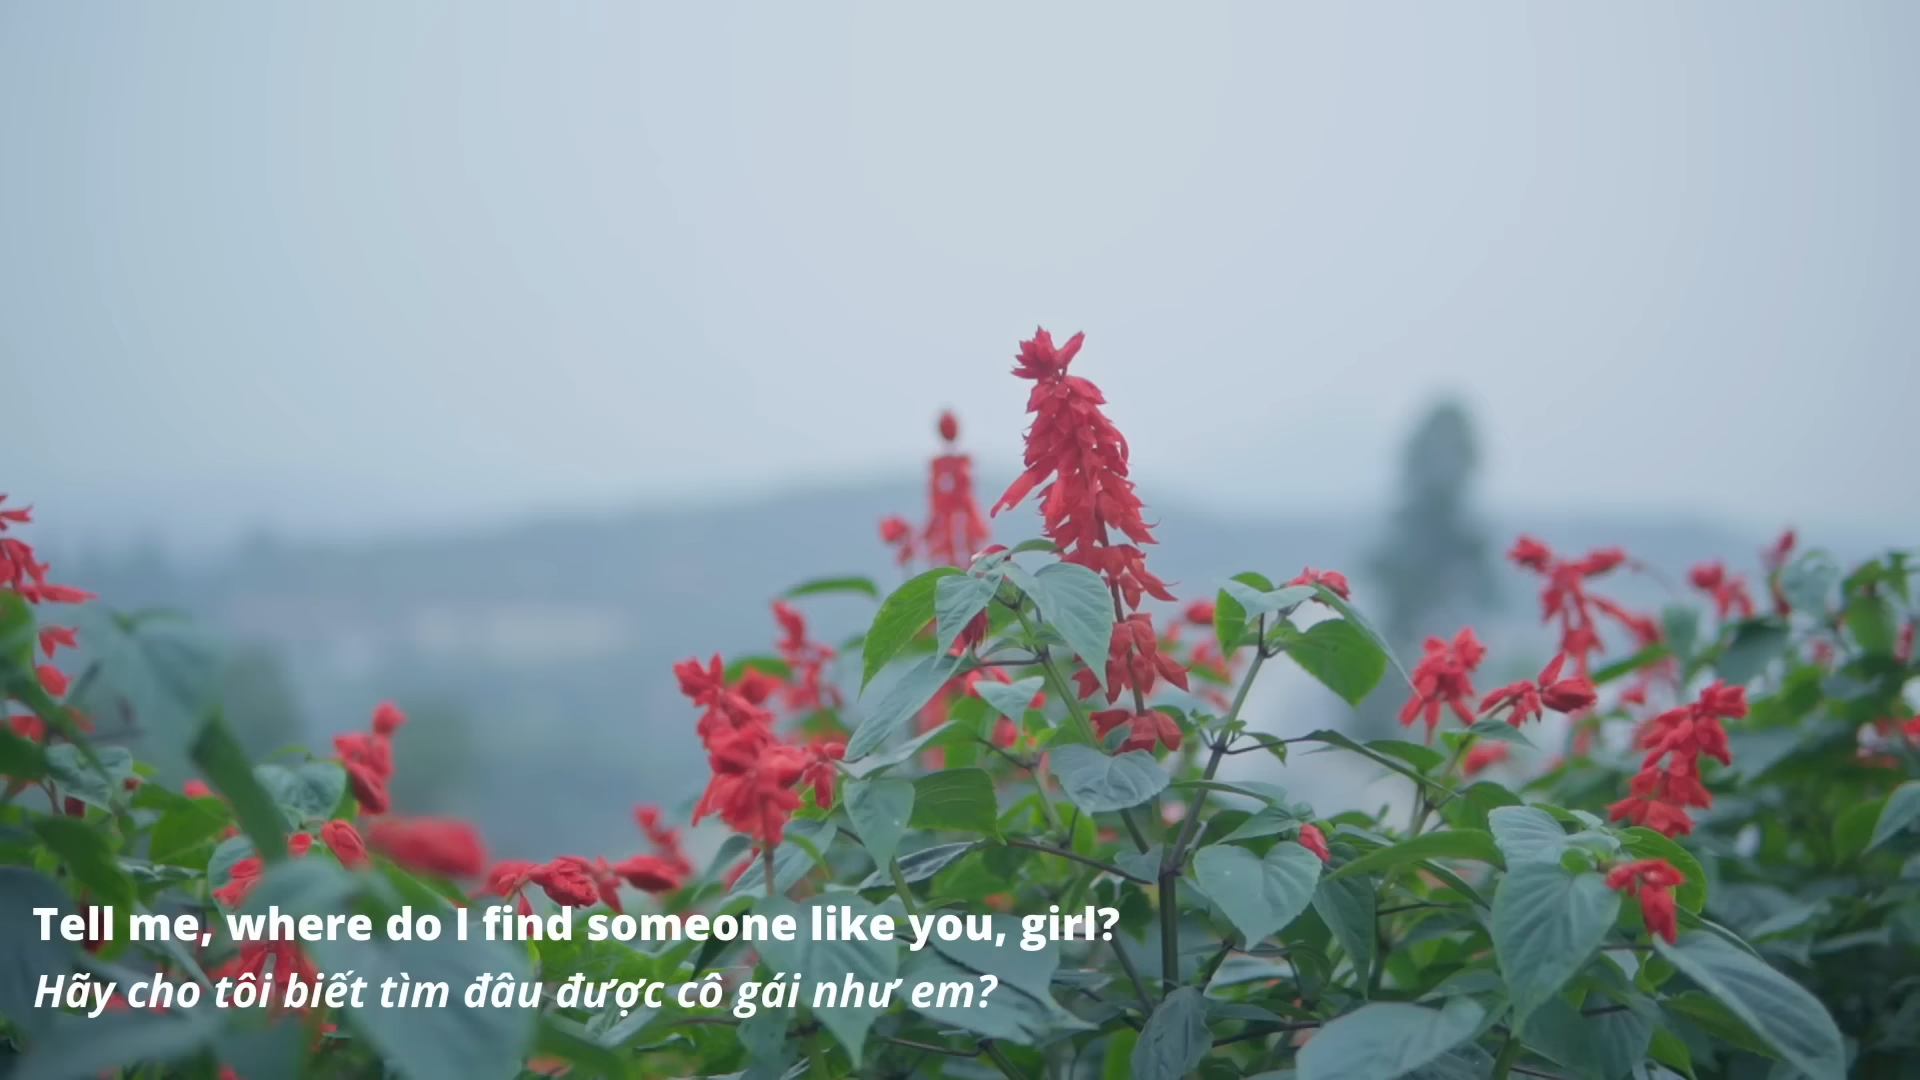 Tell me, where do I find someone like you, girl?
Hãy cho tôi biết tìm đâu được cô gái như em?